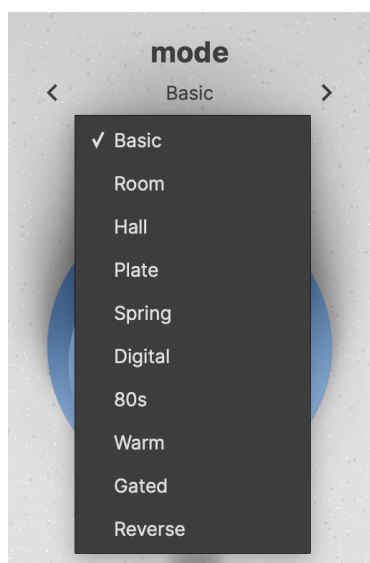 mode
Basic
Basic
Room
Hall
Plate
Spring
Digital
80s
Warm
Gated
Reverse